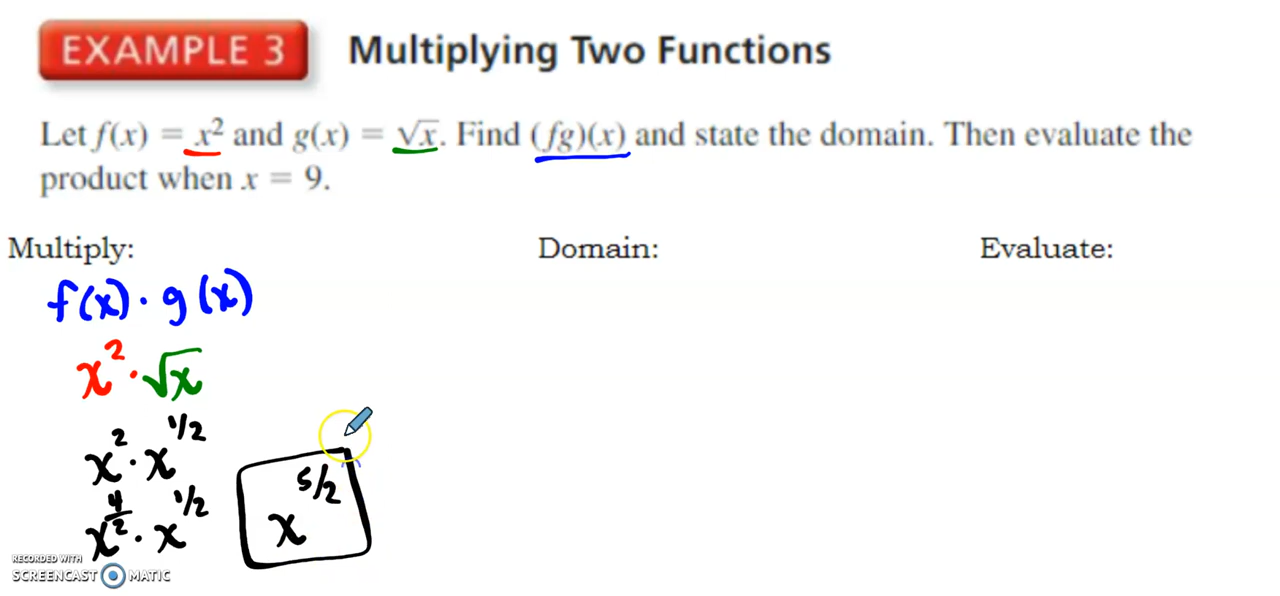 EXAMPLE 3 Multiplying Two Functions
Let f(x) = x² and g(x) = √x. Find (fg)(x) and state the domain. Then evaluate the
product when x = 9.
Multiply: Domain: Evaluate:
f(x) · g(x)
x² · √x
x² · x^1/2
x^4/2 · x^1/2
x^5/2
RECORDED WITH
SCREENCAST MATIC